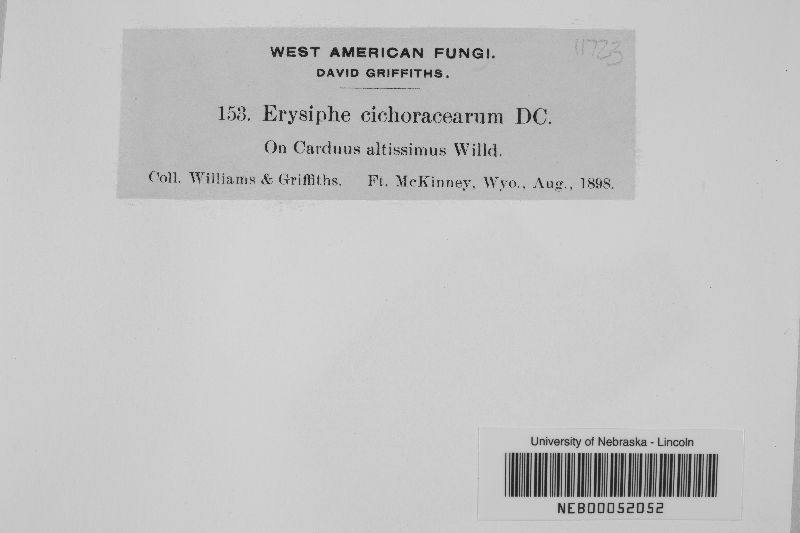 WEST AMERICAN FUNGI.
11723
DAVID GRIFFITHS.
153. Erysiphe cichoracearum DC.
On Carduus altissimus Willd.
Coll. Williams & Griffiths. Ft. McKinney, Wyo., Aug., 1898.
University of Nebraska - Lincoln
NEB00052052